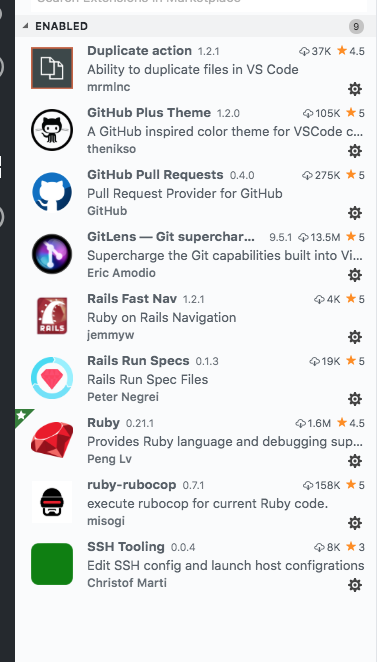 Search Extensions in Marketplace
ENABLED 9
Duplicate action 1.2.1 37K 4.5
Ability to duplicate files in VS Code
mrmlnc
GitHub Plus Theme 1.2.0 105K 5
A GitHub inspired color theme for VSCode c...
thenikso
GitHub Pull Requests 0.4.0 275K 5
Pull Request Provider for GitHub
GitHub
GitLens — Git superchar... 9.5.1 13.5M 5
Supercharge the Git capabilities built into Vi...
Eric Amodio
Rails Fast Nav 1.2.1 4K 5
Ruby on Rails Navigation
jemmyw
RAILS
Rails Run Specs 0.1.3 19K 5
Rails Run Spec Files
Peter Negrei
Ruby 0.21.1 1.6M 4.5
Provides Ruby language and debugging sup...
Peng Lv
ruby-rubocop 0.7.1 158K 5
execute rubocop for current Ruby code.
misogi
SSH Tooling 0.0.4 8K 3
Edit SSH config and launch host configrations
Christof Marti